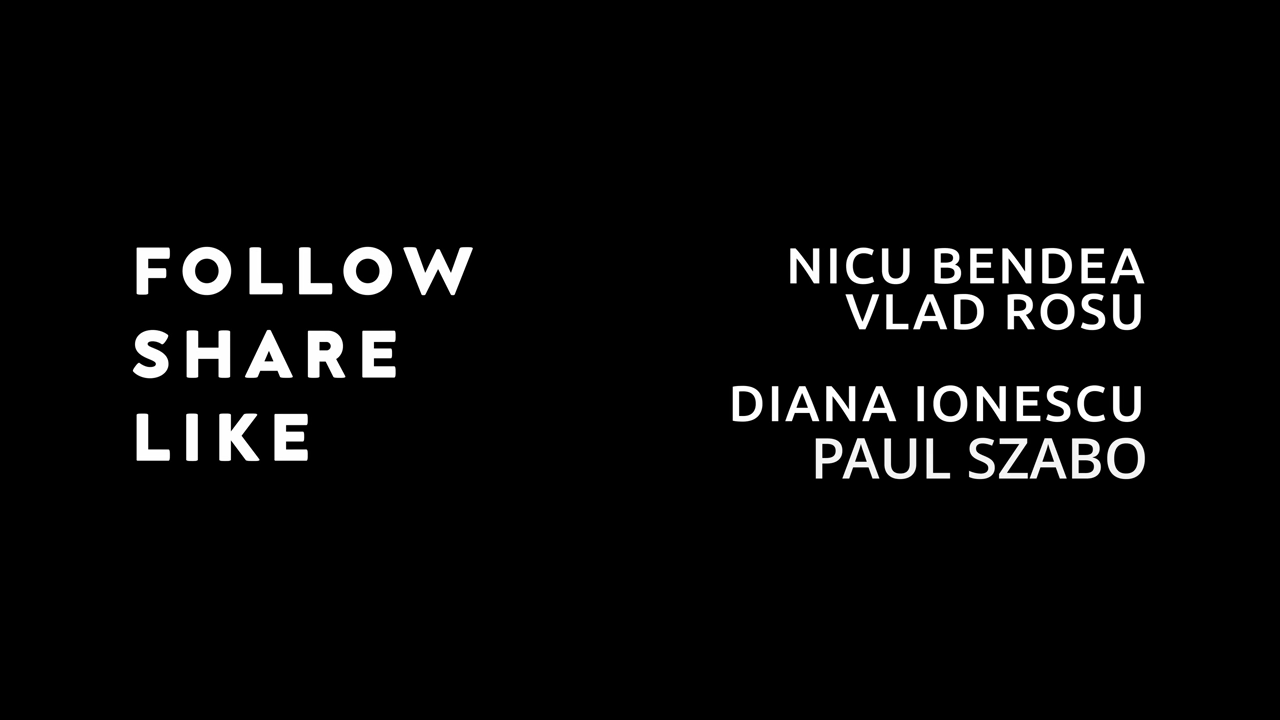 FOLLOW
SHARE
LIKE
NICU BENDEA
VLAD ROSU
DIANA IONESCU
PAUL SZABO